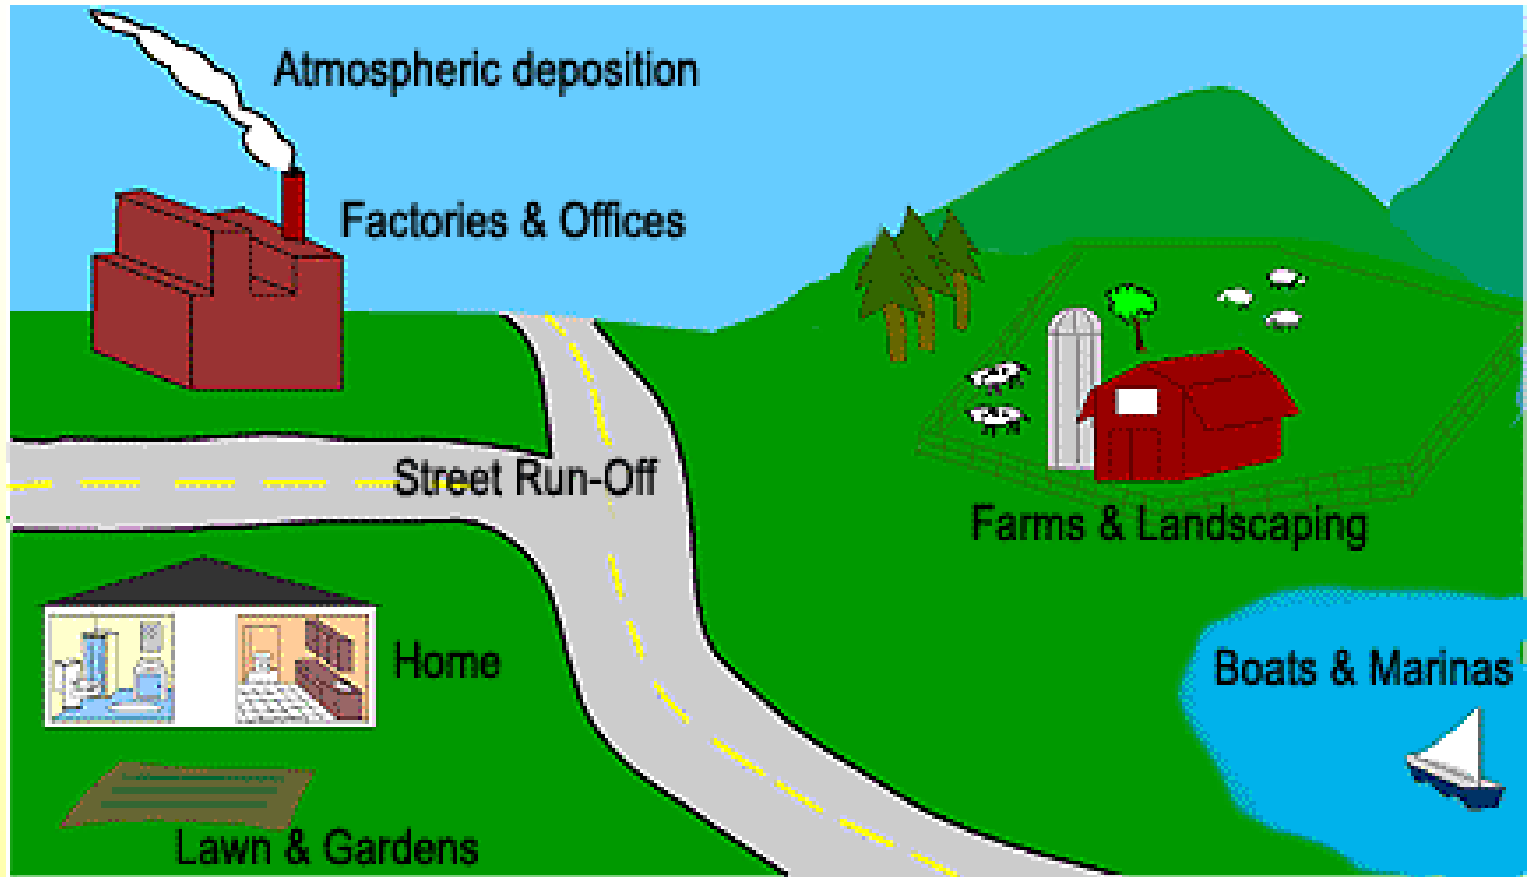 Atmospheric deposition
Factories & Offices
Street Run-Off
Farms & Landscaping
Home
Boats & Marinas
Lawn & Gardens